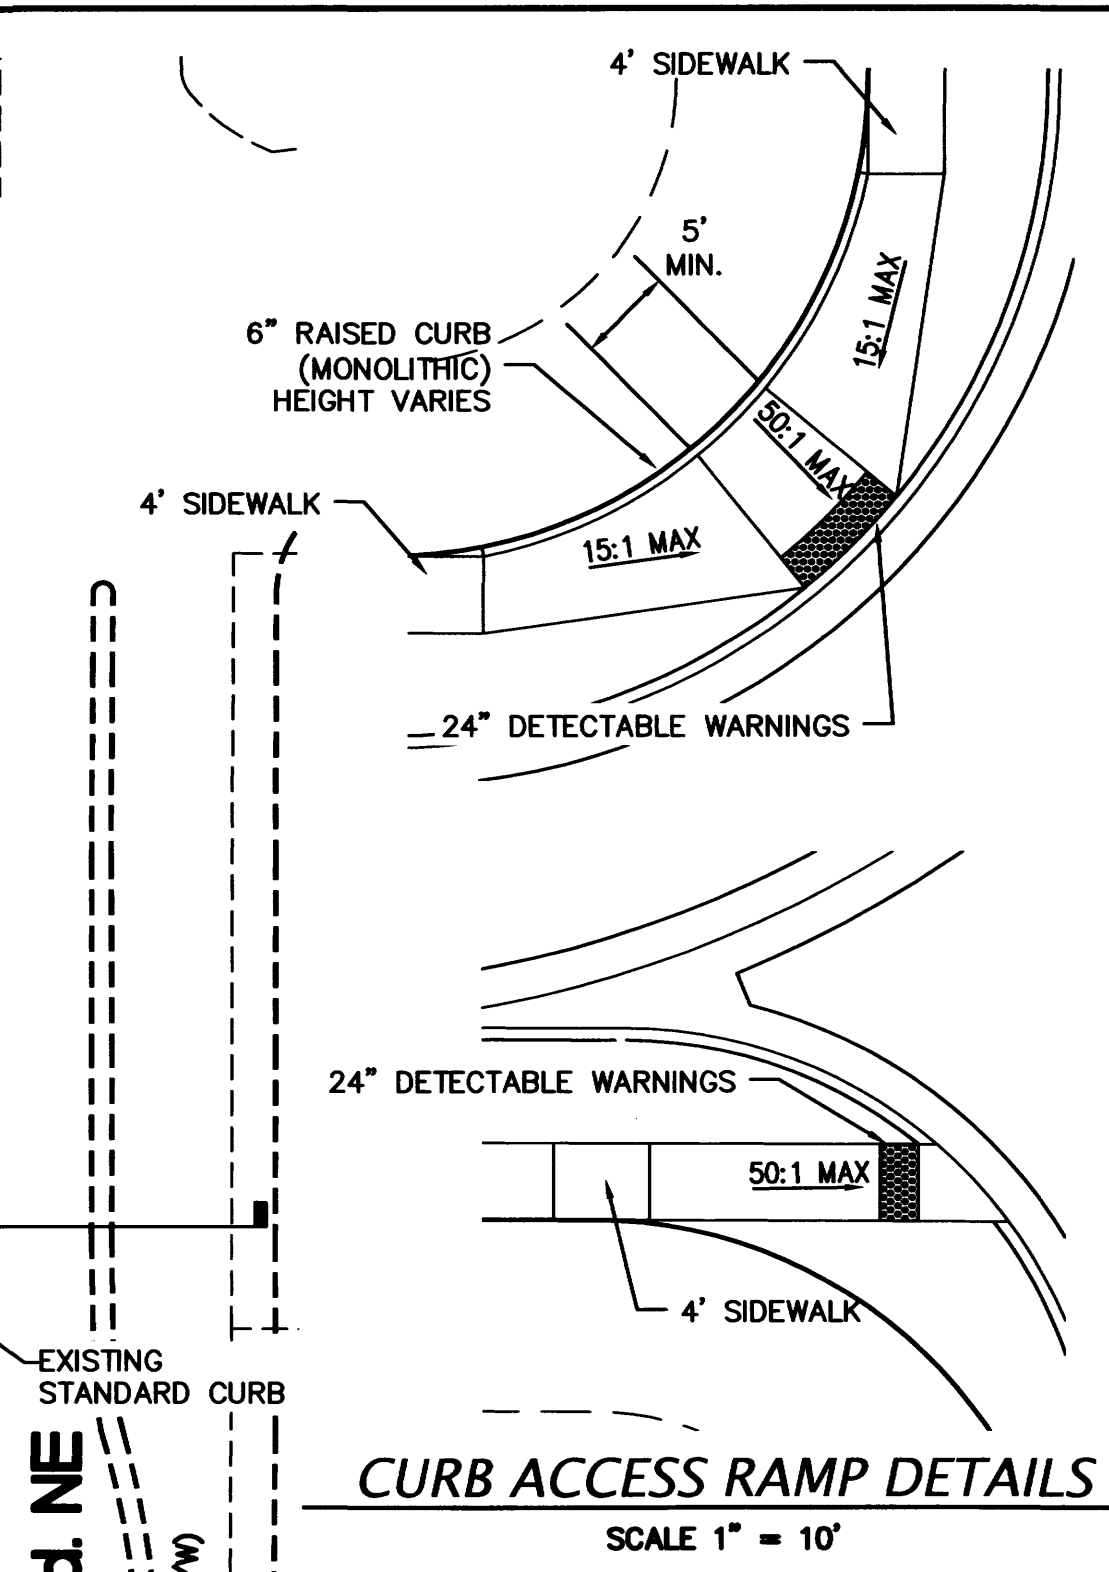 4' SIDEWALK
5'
MIN.
15:1 MAX
6" RAISED CURB
(MONOLITHIC)
HEIGHT VARIES
50:1 MAX
4' SIDEWALK
15:1 MAX
24" DETECTABLE WARNINGS
24" DETECTABLE WARNINGS
50:1 MAX
4' SIDEWALK
EXISTING
STANDARD CURB
d. NE
CURB ACCESS RAMP DETAILS
SCALE 1" = 10'